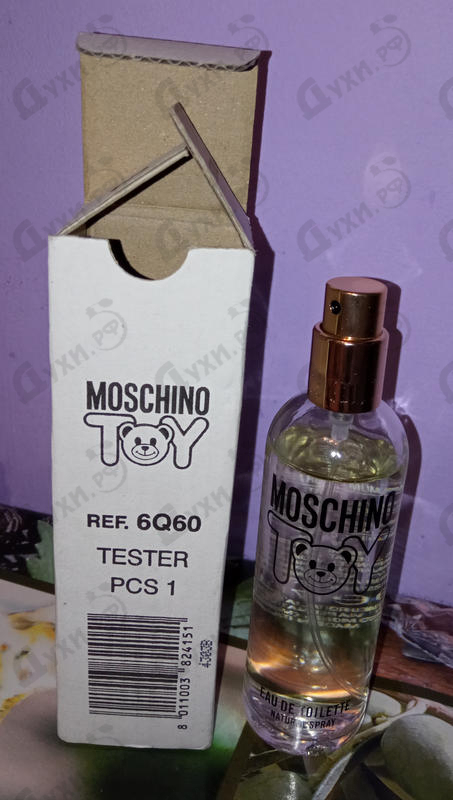 MOSCHINO
TOY
REF. 6Q60
TESTER
PCS 1
8 011003 824151
4303B
MOSCHINO
TOY
EAU DE TOILETTE
NATURAL SPRAY
Духи.рф